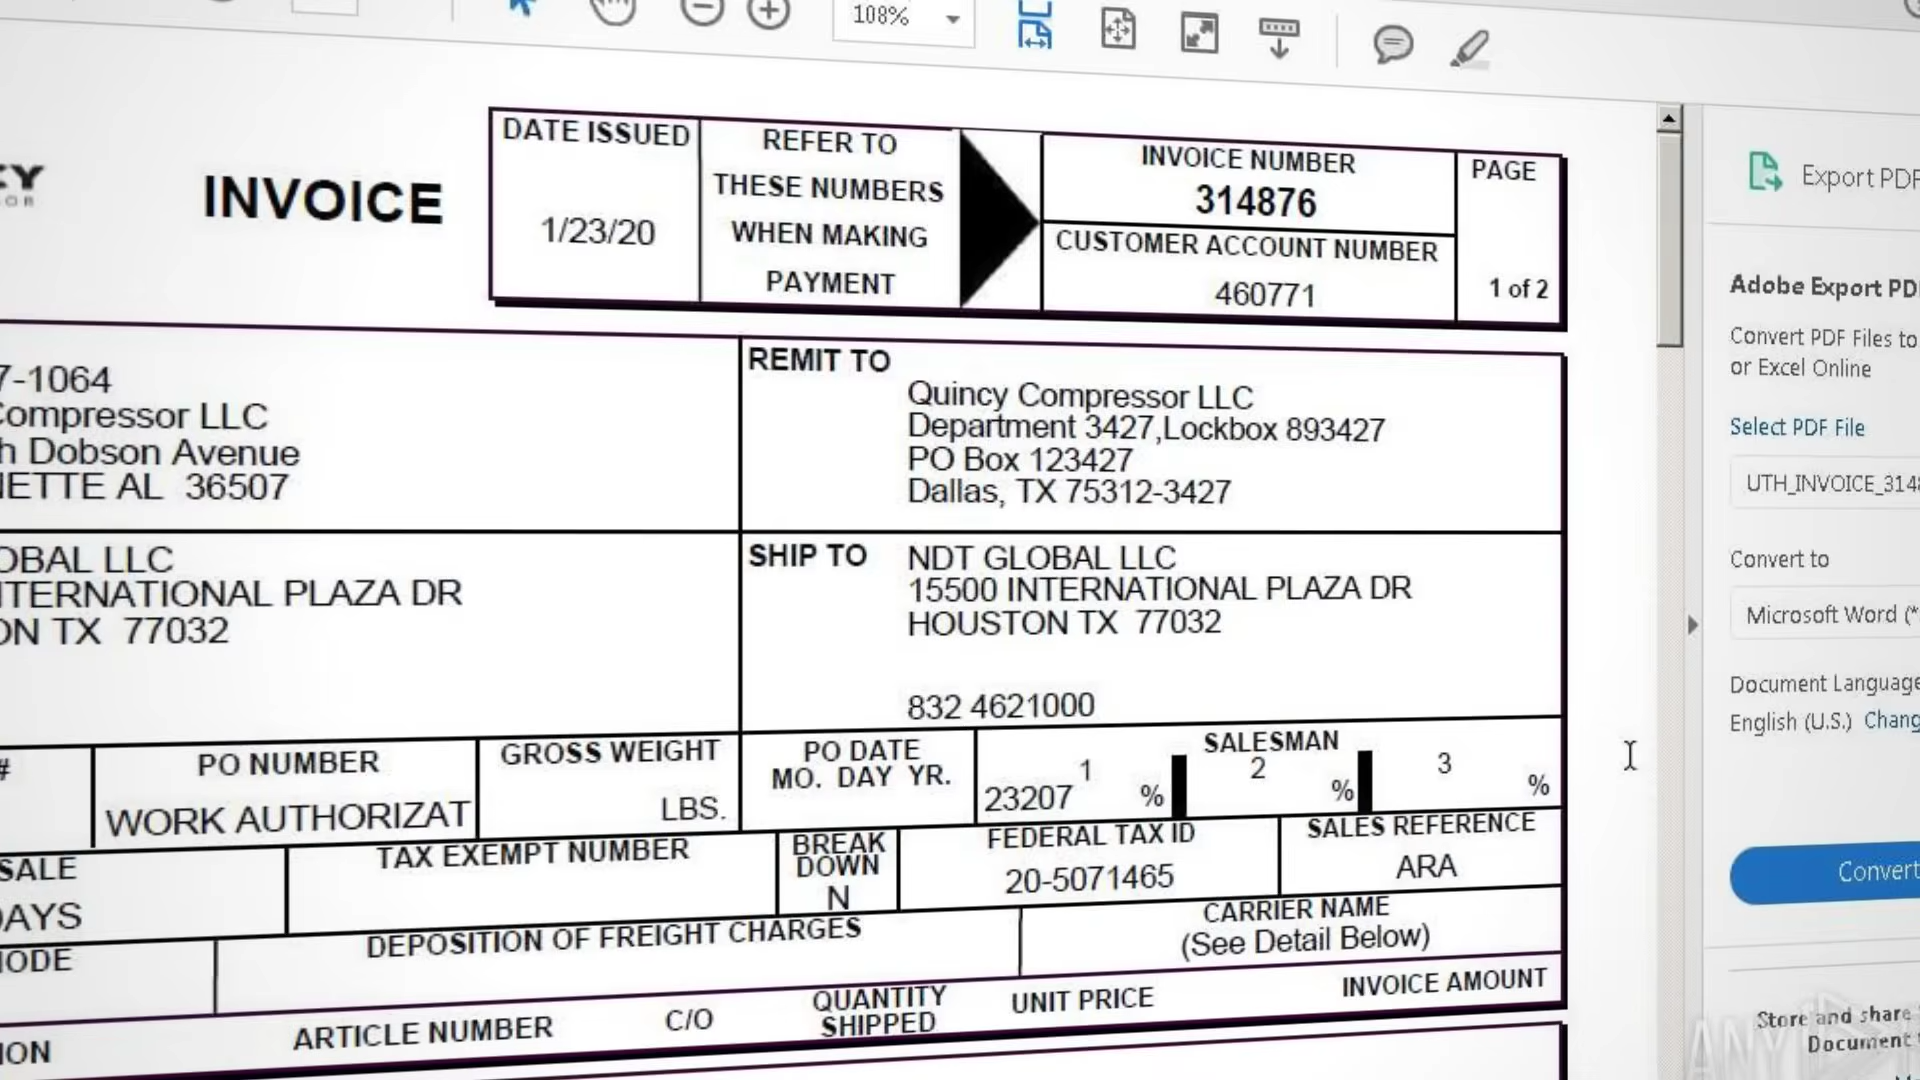 108%
INVOICE
DATE ISSUED
1/23/20
REFER TO
THESE NUMBERS
WHEN MAKING
PAYMENT
INVOICE NUMBER
314876
CUSTOMER ACCOUNT NUMBER
460771
PAGE
1 of 2
7-1064
Compressor LLC
h Dobson Avenue
ETTE AL 36507
REMIT TO
Quincy Compressor LLC
Department 3427,Lockbox 893427
PO Box 123427
Dallas, TX 75312-3427
OBAL LLC
TERNATIONAL PLAZA DR
ON TX 77032
SHIP TO
NDT GLOBAL LLC
15500 INTERNATIONAL PLAZA DR
HOUSTON TX 77032
832 4621000
#
PO NUMBER
WORK AUTHORIZAT
GROSS WEIGHT
LBS.
PO DATE
MO. DAY YR.
SALESMAN
1 2 3
23207 % % %
SALE
DAYS
TAX EXEMPT NUMBER
BREAK
DOWN
N
FEDERAL TAX ID
20-5071465
SALES REFERENCE
ARA
ODE
DEPOSITION OF FREIGHT CHARGES
CARRIER NAME
(See Detail Below)
ION
ARTICLE NUMBER
C/O
QUANTITY
SHIPPED
UNIT PRICE
INVOICE AMOUNT
Export PDF
Adobe Export PD
Convert PDF Files to
or Excel Online
Select PDF File
UTH_INVOICE_314
Convert to
Microsoft Word (*
Document Language
English (U.S.) Chang
Convert
Store and share
Document
ANY